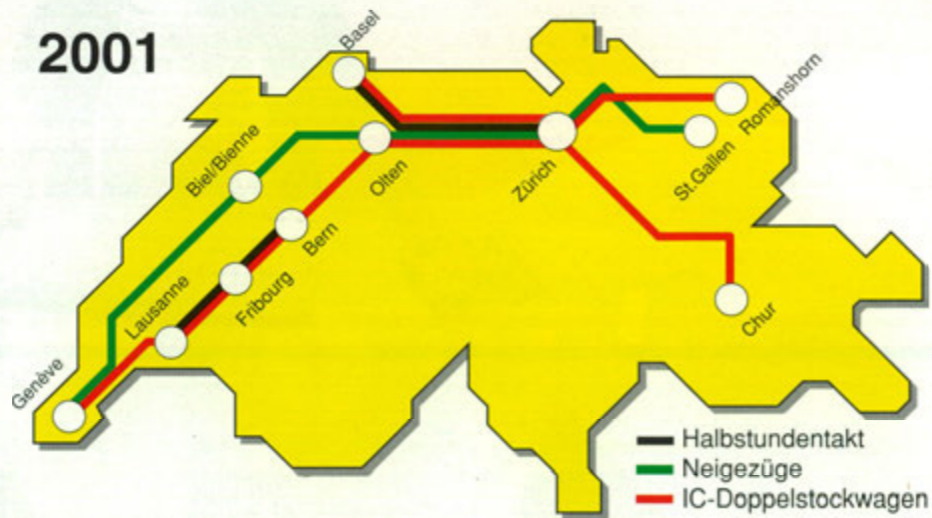 2001
Basel
Romanshorn
Biel/Bienne
Olten
Zürich
St.Gallen
Bern
Lausanne
Fribourg
Chur
Genève
Halbstundentakt
Neigezüge
IC-Doppelstockwagen